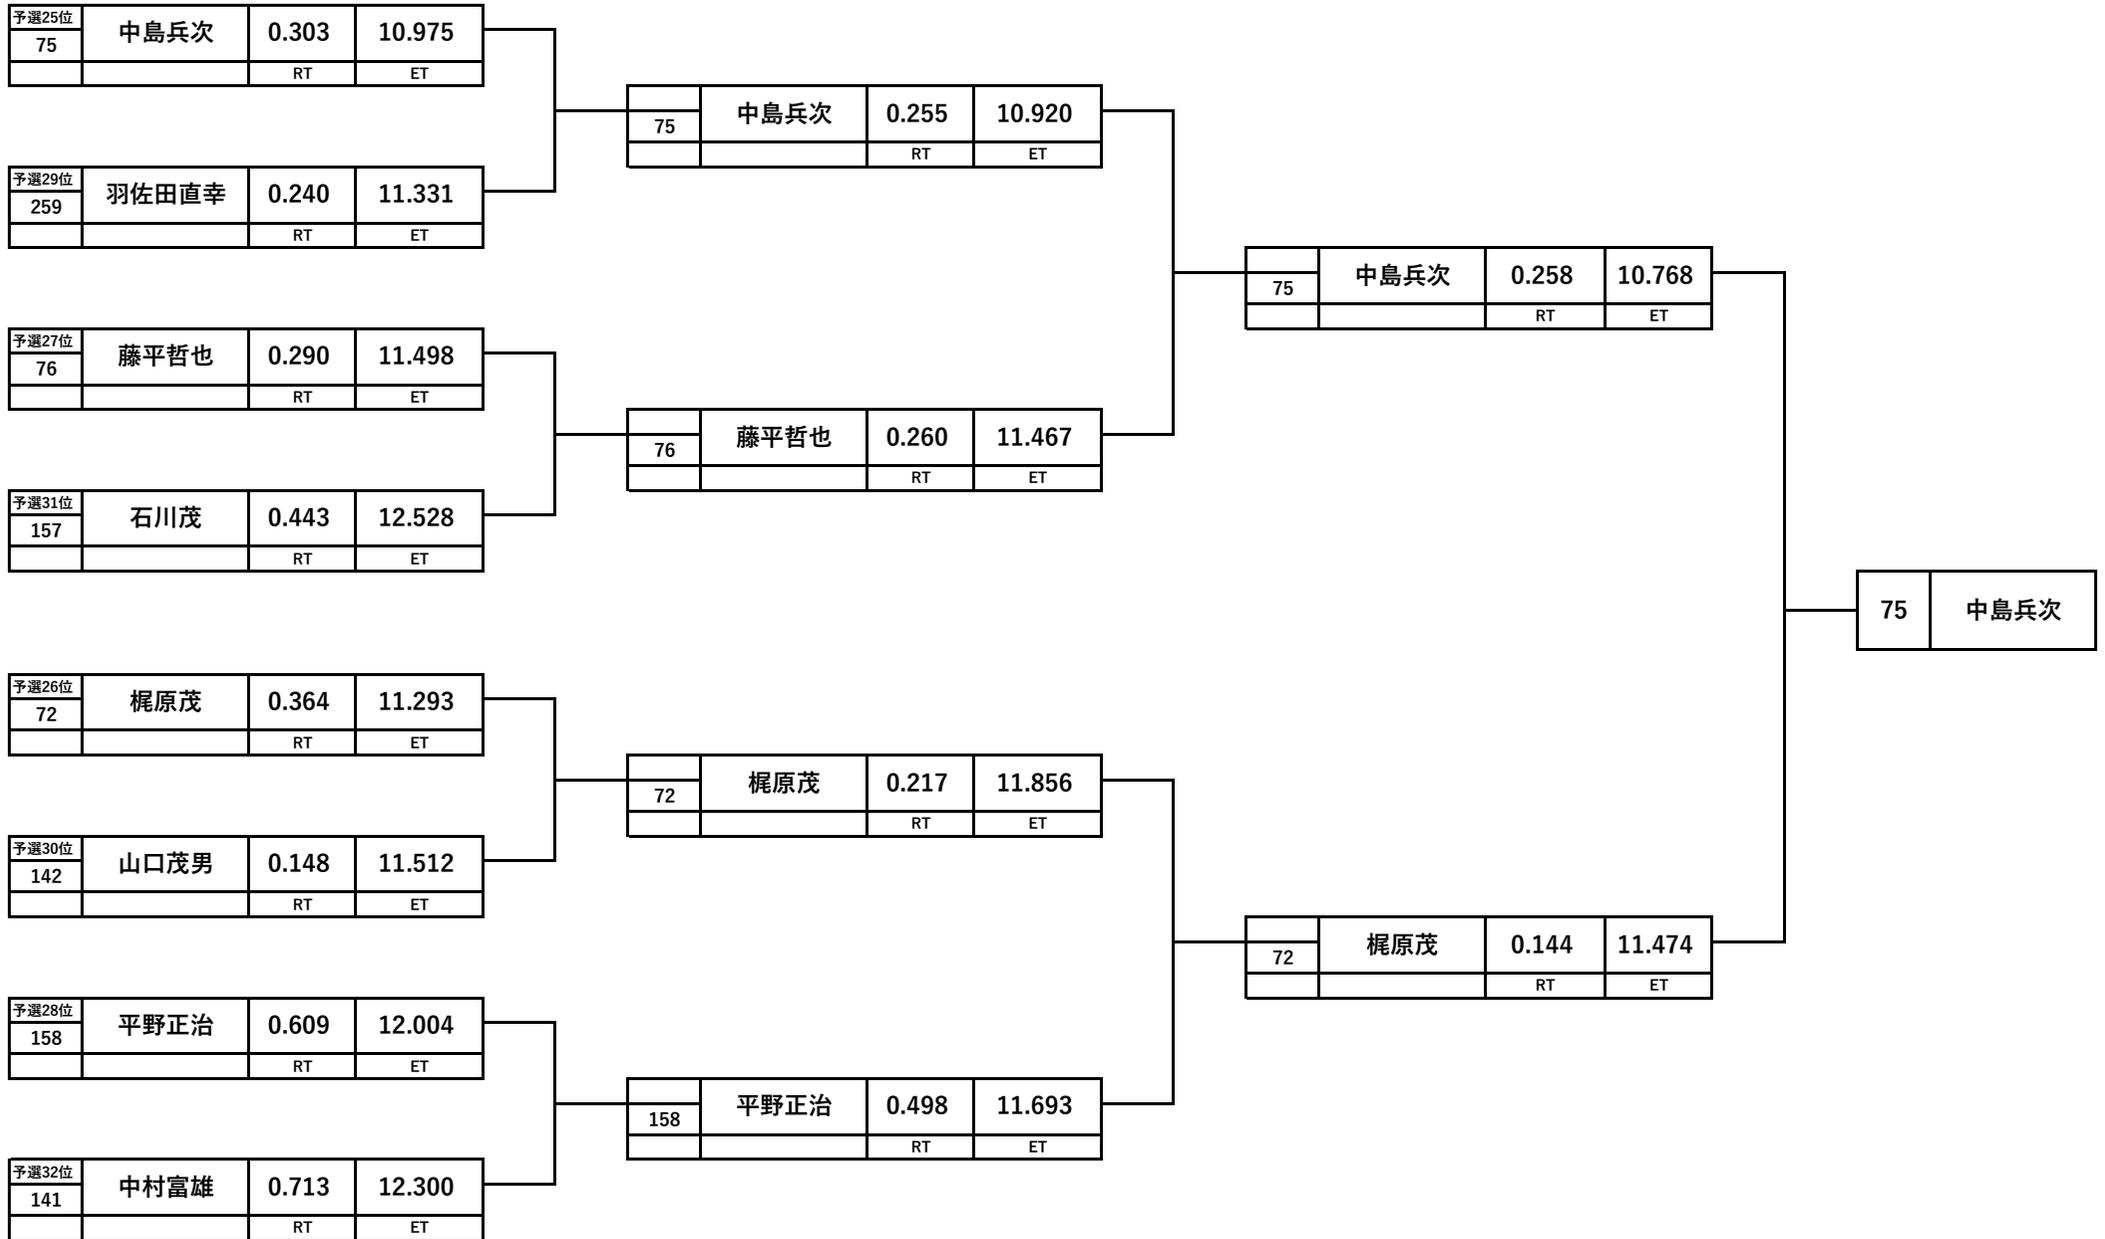 予選25位
75 中島兵次 0.303 10.975
RT ET
75 中島兵次 0.255 10.920
RT ET
予選29位
259 羽佐田直幸 0.240 11.331
RT ET
75 中島兵次 0.258 10.768
RT ET
予選27位
76 藤平哲也 0.290 11.498
RT ET
76 藤平哲也 0.260 11.467
RT ET
予選31位
157 石川茂 0.443 12.528
RT ET
75 中島兵次
予選26位
72 梶原茂 0.364 11.293
RT ET
72 梶原茂 0.217 11.856
RT ET
予選30位
142 山口茂男 0.148 11.512
RT ET
72 梶原茂 0.144 11.474
RT ET
予選28位
158 平野正治 0.609 12.004
RT ET
158 平野正治 0.498 11.693
RT ET
予選32位
141 中村富雄 0.713 12.300
RT ET